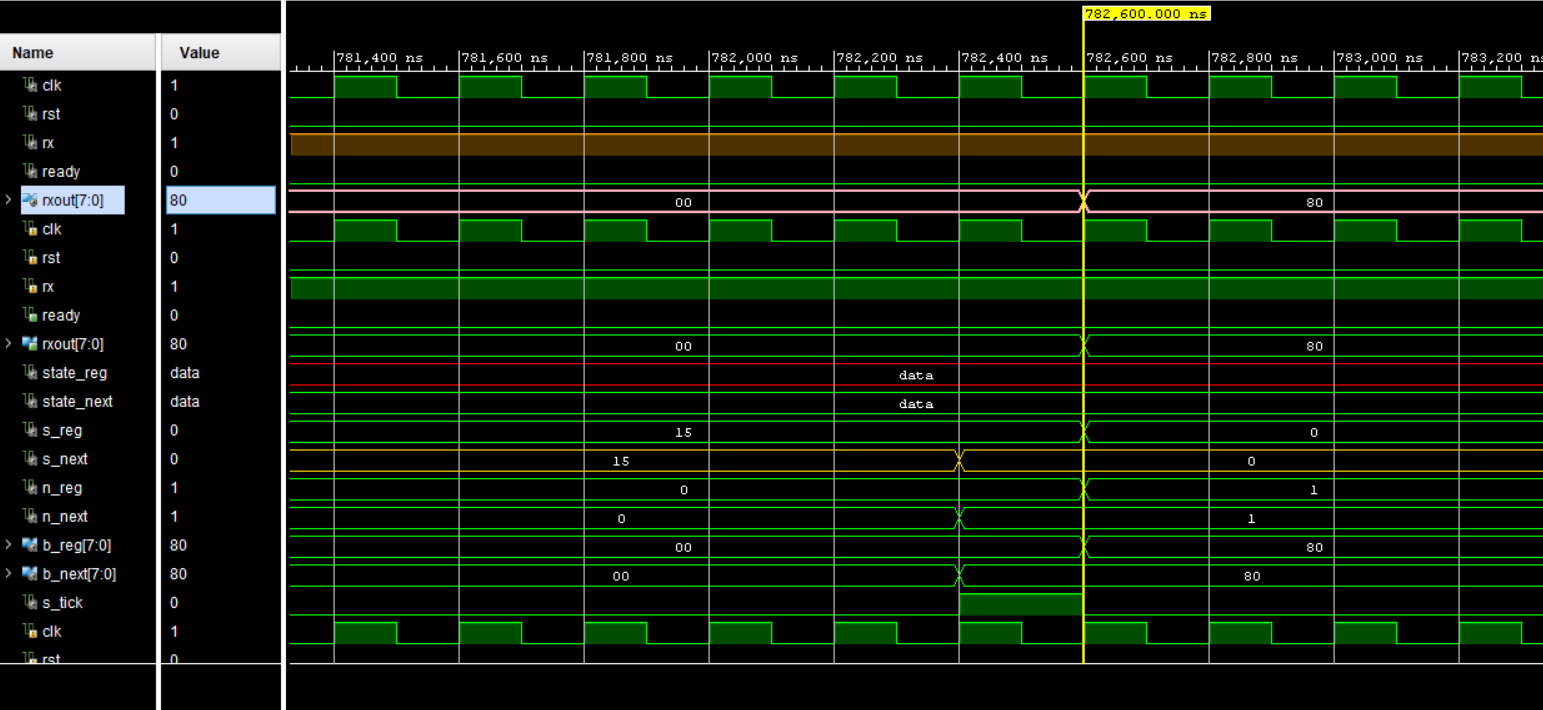 782,600.000 ns
Name Value 781,400 ns 781,600 ns 781,800 ns 782,000 ns 782,200 ns 782,400 ns 782,600 ns 782,800 ns 783,000 ns 783,200 n
clk 1
rst 0
rx 1
ready 0
rxout[7:0] 80 00 80
clk 1
rst 0
rx 1
ready 0
rxout[7:0] 80 00 80
state_reg data data
state_next data data
s_reg 0 15 0
s_next 0 15 0
n_reg 1 0 1
n_next 1 0 1
b_reg[7:0] 80 00 80
b_next[7:0] 80 00 80
s_tick 0
clk 1
rst 0